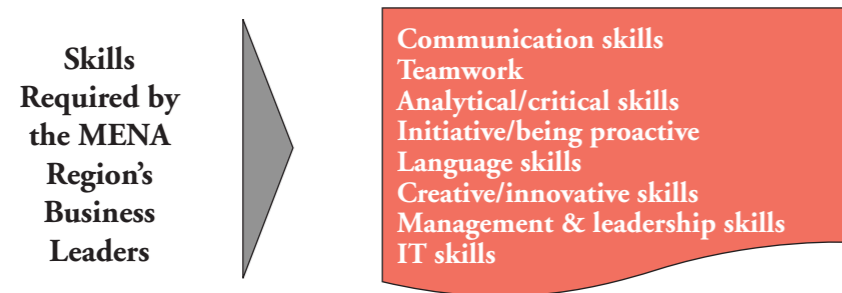 Skills
Required by
the MENA
Region's
Business
Leaders
Communication skills
Teamwork
Analytical/critical skills
Initiative/being proactive
Language skills
Creative/innovative skills
Management & leadership skills
IT skills